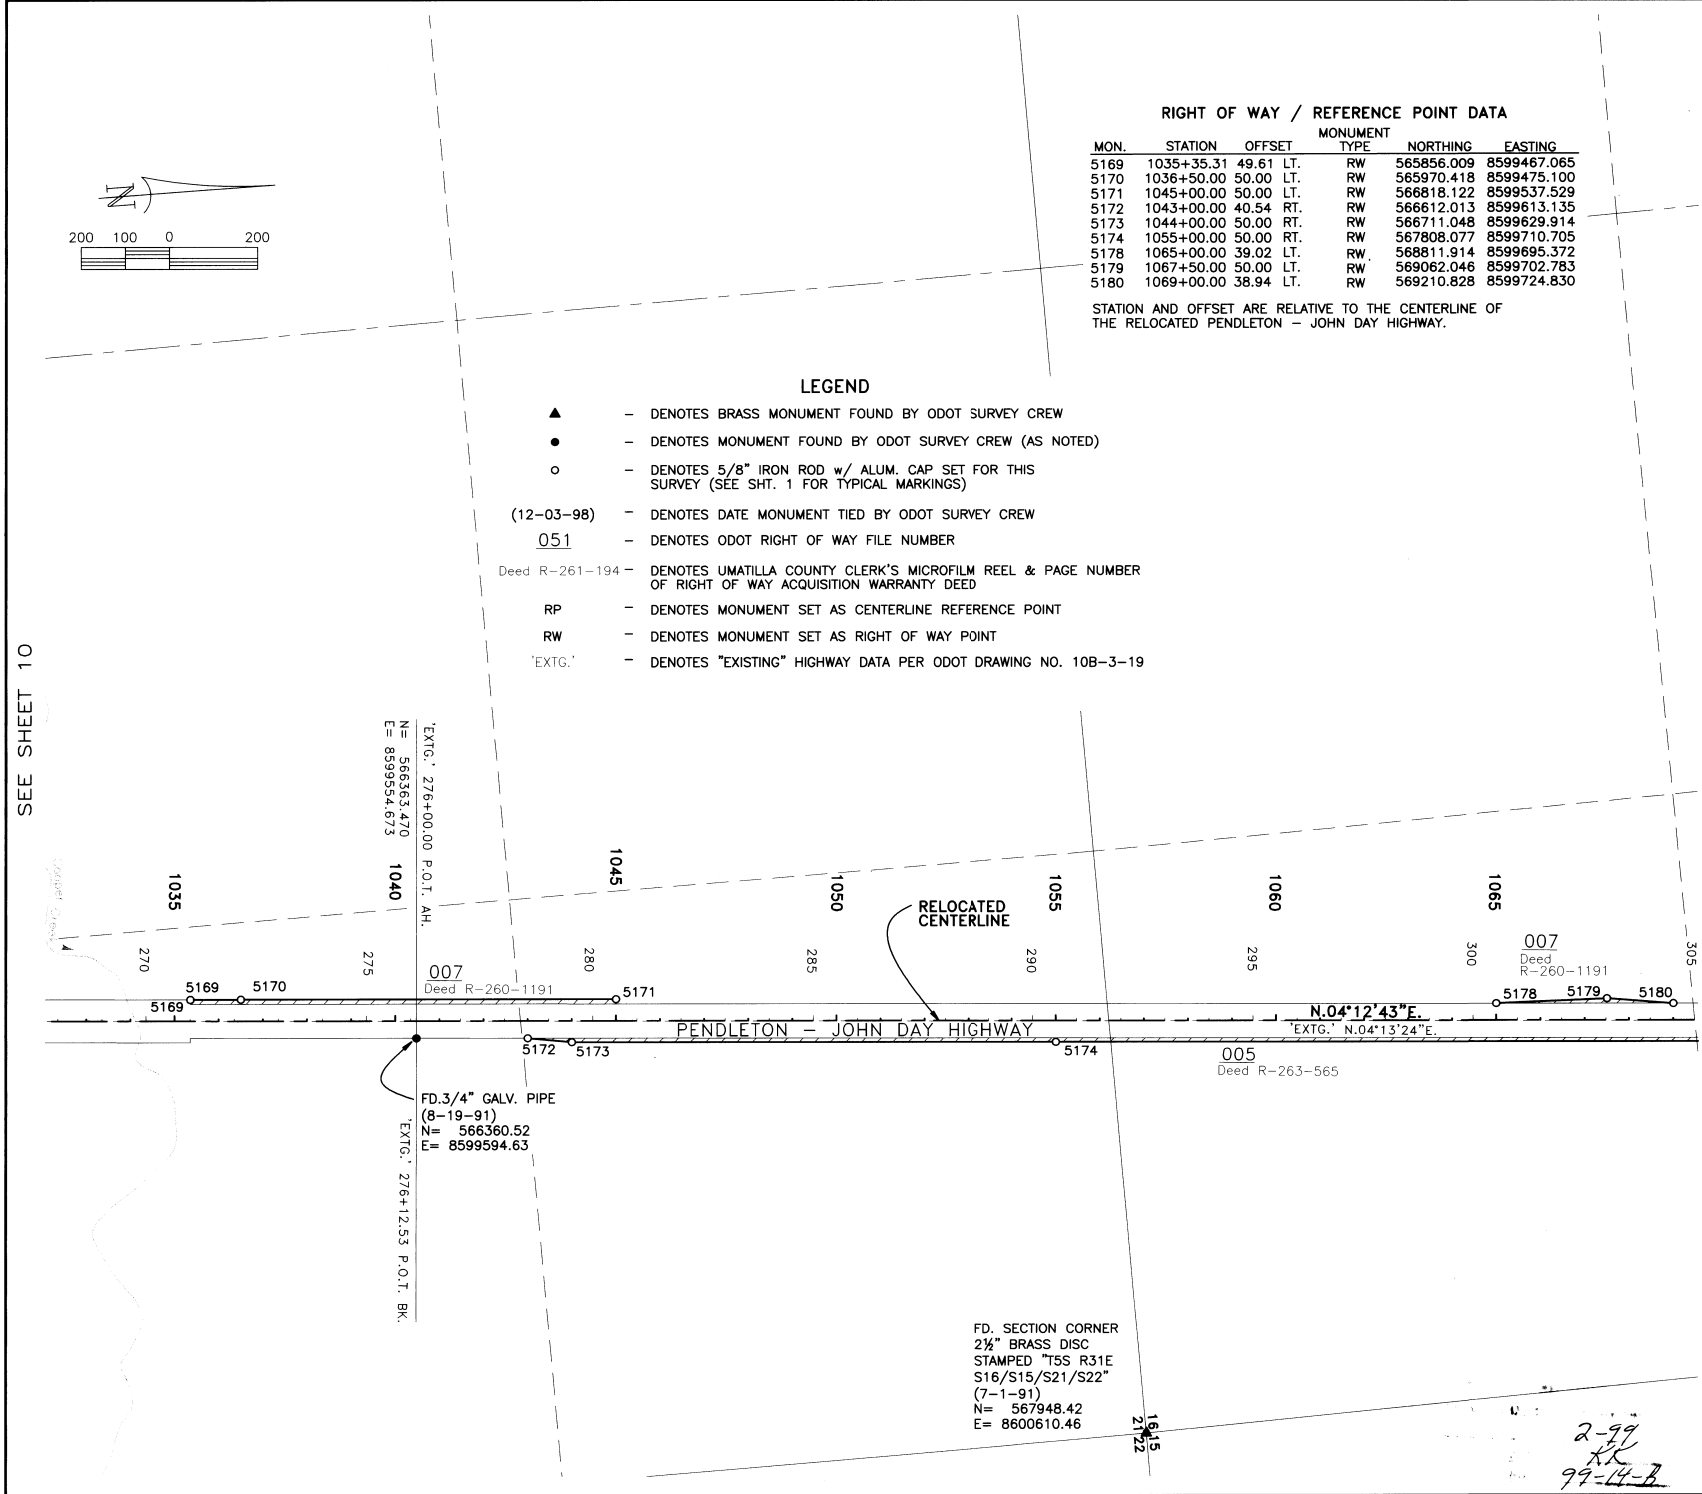 RIGHT OF WAY / REFERENCE POINT DATA
MONUMENT
MON. STATION OFFSET TYPE NORTHING EASTING
5169 1035+35.31 49.61 LT. RW 565856.009 8599467.065
5170 1036+50.00 50.00 LT. RW 565970.418 8599475.100
5171 1045+00.00 50.00 LT. RW 566818.122 8599537.529
5172 1043+00.00 40.54 RT. RW 566612.013 8599613.135
5173 1044+00.00 50.00 RT. RW 566711.048 8599629.914
5174 1055+00.00 50.00 RT. RW 567808.077 8599710.705
5178 1065+00.00 39.02 LT. RW 568811.914 8599695.372
5179 1067+50.00 50.00 LT. RW 569062.046 8599702.783
5180 1069+00.00 38.94 LT. RW 569210.828 8599724.830
STATION AND OFFSET ARE RELATIVE TO THE CENTERLINE OF
THE RELOCATED PENDLETON – JOHN DAY HIGHWAY.
N
200 100 0 200
LEGEND
– DENOTES BRASS MONUMENT FOUND BY ODOT SURVEY CREW
– DENOTES MONUMENT FOUND BY ODOT SURVEY CREW (AS NOTED)
– DENOTES 5/8" IRON ROD w/ ALUM. CAP SET FOR THIS
SURVEY (SEE SHT. 1 FOR TYPICAL MARKINGS)
(12-03-98) – DENOTES DATE MONUMENT TIED BY ODOT SURVEY CREW
051 – DENOTES ODOT RIGHT OF WAY FILE NUMBER
Deed R-261-194 – DENOTES UMATILLA COUNTY CLERK'S MICROFILM REEL & PAGE NUMBER
OF RIGHT OF WAY ACQUISITION WARRANTY DEED
RP – DENOTES MONUMENT SET AS CENTERLINE REFERENCE POINT
RW – DENOTES MONUMENT SET AS RIGHT OF WAY POINT
'EXTG.' – DENOTES "EXISTING" HIGHWAY DATA PER ODOT DRAWING NO. 10B-3-19
SEE SHEET 10
'EXTG.' 276+00.00 P.O.T. AH.
N= 566363.470
E= 8599554.673
1035
1040
1045
1050
1055
1060
1065
RELOCATED
CENTERLINE
270
275
280
285
290
295
300
305
007
Deed R-260-1191
007
Deed
R-260-1191
5169
5169
5170
5171
5178
5179
5180
N.04°12'43"E.
PENDLETON – JOHN DAY HIGHWAY
'EXTG.' N.04°13'24"E.
5172
5173
5174
005
Deed R-263-565
FD.3/4" GALV. PIPE
(8-19-91)
N= 566360.52
E= 8599594.63
'EXTG.' 276+12.53 P.O.T. BK.
FD. SECTION CORNER
2½" BRASS DISC
STAMPED "T5S R31E
S16/S15/S21/S22"
(7-1-91)
N= 567948.42
E= 8600610.46
16 15
21 22
2-99
KK
99-14-B